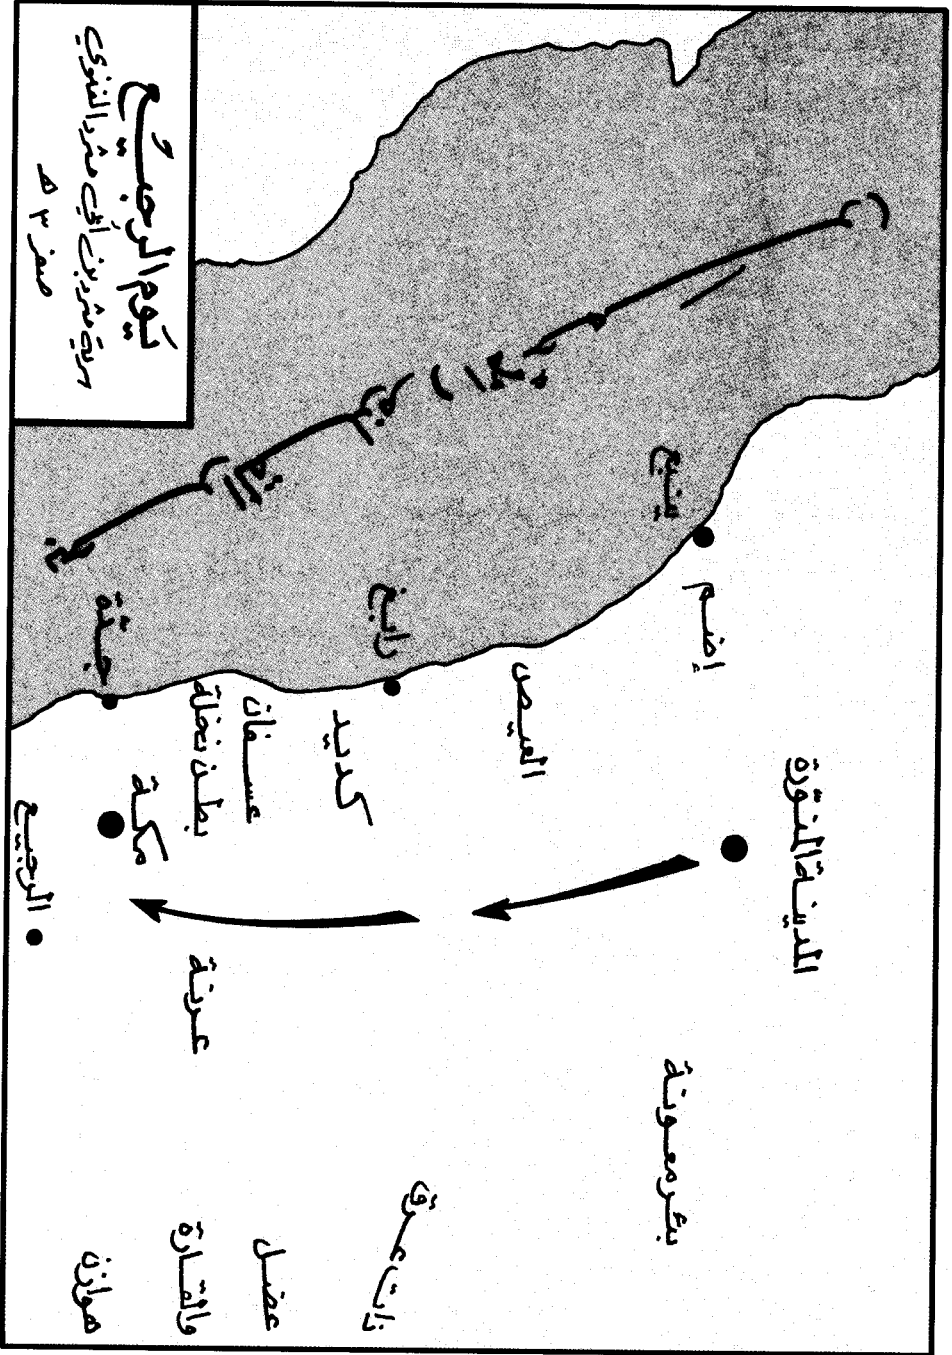 المدينة المنورة
إضم
ينبع
بئر معونة
العيص
رابغ
ذات عرق
كديد
عضل
والقارة
عسفان
بطن نخلة
عرنة
مكة
جدة
هوازن
الرجيع
يوم الرجيع
سرية مرثد بن أبي مرثد الغنوي
صفر ٣ هـ